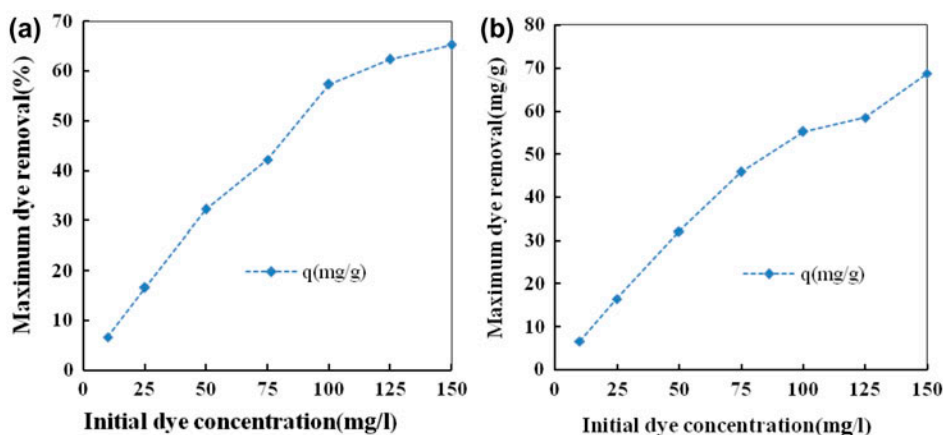 (a)
Maximum dye removal(%)
70
60
50
40
30
20
10
0
q(mg/g)
0 25 50 75 100 125 150
Initial dye concentration(mg/l)
(b)
Maximum dye removal(mg/g)
80
70
60
50
40
30
20
10
0
q(mg/g)
0 25 50 75 100 125 150
Initial dye concentration(mg/l)